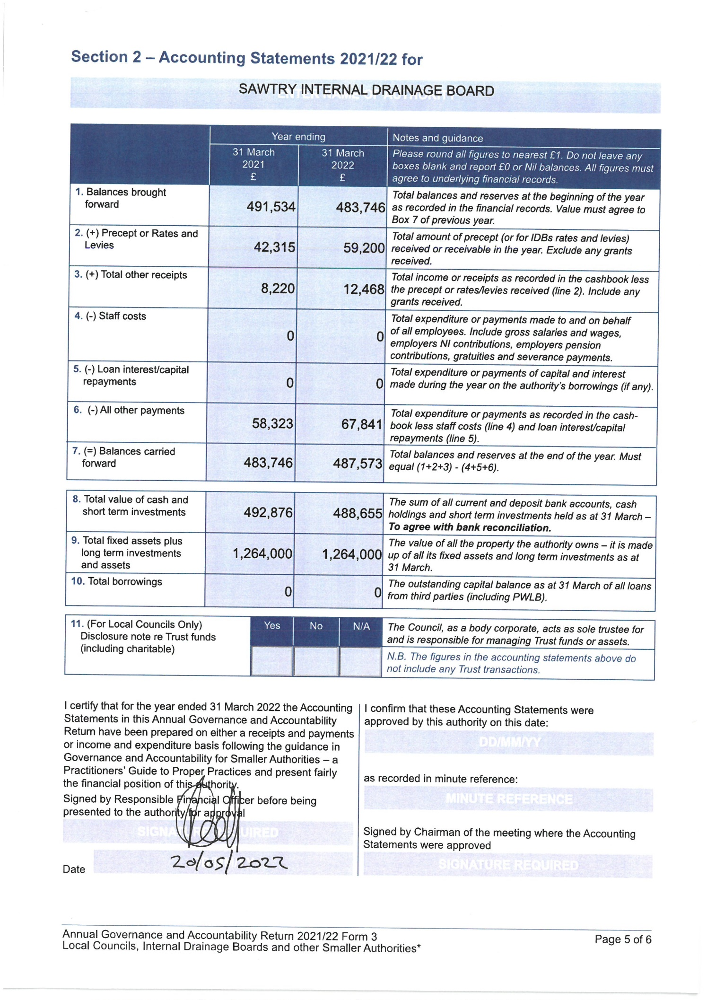 Section 2 – Accounting Statements 2021/22 for
SAWTRY INTERNAL DRAINAGE BOARD
ENTER NAME OF AUTHORITY
Year ending
Notes and guidance
31 March
2021
£
31 March
2022
£
Please round all figures to nearest £1. Do not leave any
boxes blank and report £0 or Nil balances. All figures must
agree to underlying financial records.
1. Balances brought
forward
491,534
483,746
Total balances and reserves at the beginning of the year
as recorded in the financial records. Value must agree to
Box 7 of previous year.
2. (+) Precept or Rates and
Levies
42,315
59,200
Total amount of precept (or for IDBs rates and levies)
received or receivable in the year. Exclude any grants
received.
3. (+) Total other receipts
8,220
12,468
Total income or receipts as recorded in the cashbook less
the precept or rates/levies received (line 2). Include any
grants received.
4. (-) Staff costs
0
0
Total expenditure or payments made to and on behalf
of all employees. Include gross salaries and wages,
employers NI contributions, employers pension
contributions, gratuities and severance payments.
5. (-) Loan interest/capital
repayments
0
0
Total expenditure or payments of capital and interest
made during the year on the authority's borrowings (if any).
6. (-) All other payments
58,323
67,841
Total expenditure or payments as recorded in the cash-
book less staff costs (line 4) and loan interest/capital
repayments (line 5).
7. (=) Balances carried
forward
483,746
487,573
Total balances and reserves at the end of the year. Must
equal (1+2+3) - (4+5+6).
8. Total value of cash and
short term investments
492,876
488,655
The sum of all current and deposit bank accounts, cash
holdings and short term investments held as at 31 March –
To agree with bank reconciliation.
9. Total fixed assets plus
long term investments
and assets
1,264,000
1,264,000
The value of all the property the authority owns – it is made
up of all its fixed assets and long term investments as at
31 March.
10. Total borrowings
0
0
The outstanding capital balance as at 31 March of all loans
from third parties (including PWLB).
11. (For Local Councils Only)
Disclosure note re Trust funds
(including charitable)
Yes
No
N/A
The Council, as a body corporate, acts as sole trustee for
and is responsible for managing Trust funds or assets.
N.B. The figures in the accounting statements above do
not include any Trust transactions.
I certify that for the year ended 31 March 2022 the Accounting
Statements in this Annual Governance and Accountability
Return have been prepared on either a receipts and payments
or income and expenditure basis following the guidance in
Governance and Accountability for Smaller Authorities – a
Practitioners' Guide to Proper Practices and present fairly
the financial position of this authority.
Signed by Responsible Financial Officer before being
presented to the authority for approval
SIGNATURE REQUIRED
Date
20/05/2022
I confirm that these Accounting Statements were
approved by this authority on this date:
DD/MM/YY
as recorded in minute reference:
MINUTE REFERENCE
Signed by Chairman of the meeting where the Accounting
Statements were approved
SIGNATURE REQUIRED
Annual Governance and Accountability Return 2021/22 Form 3
Local Councils, Internal Drainage Boards and other Smaller Authorities*
Page 5 of 6